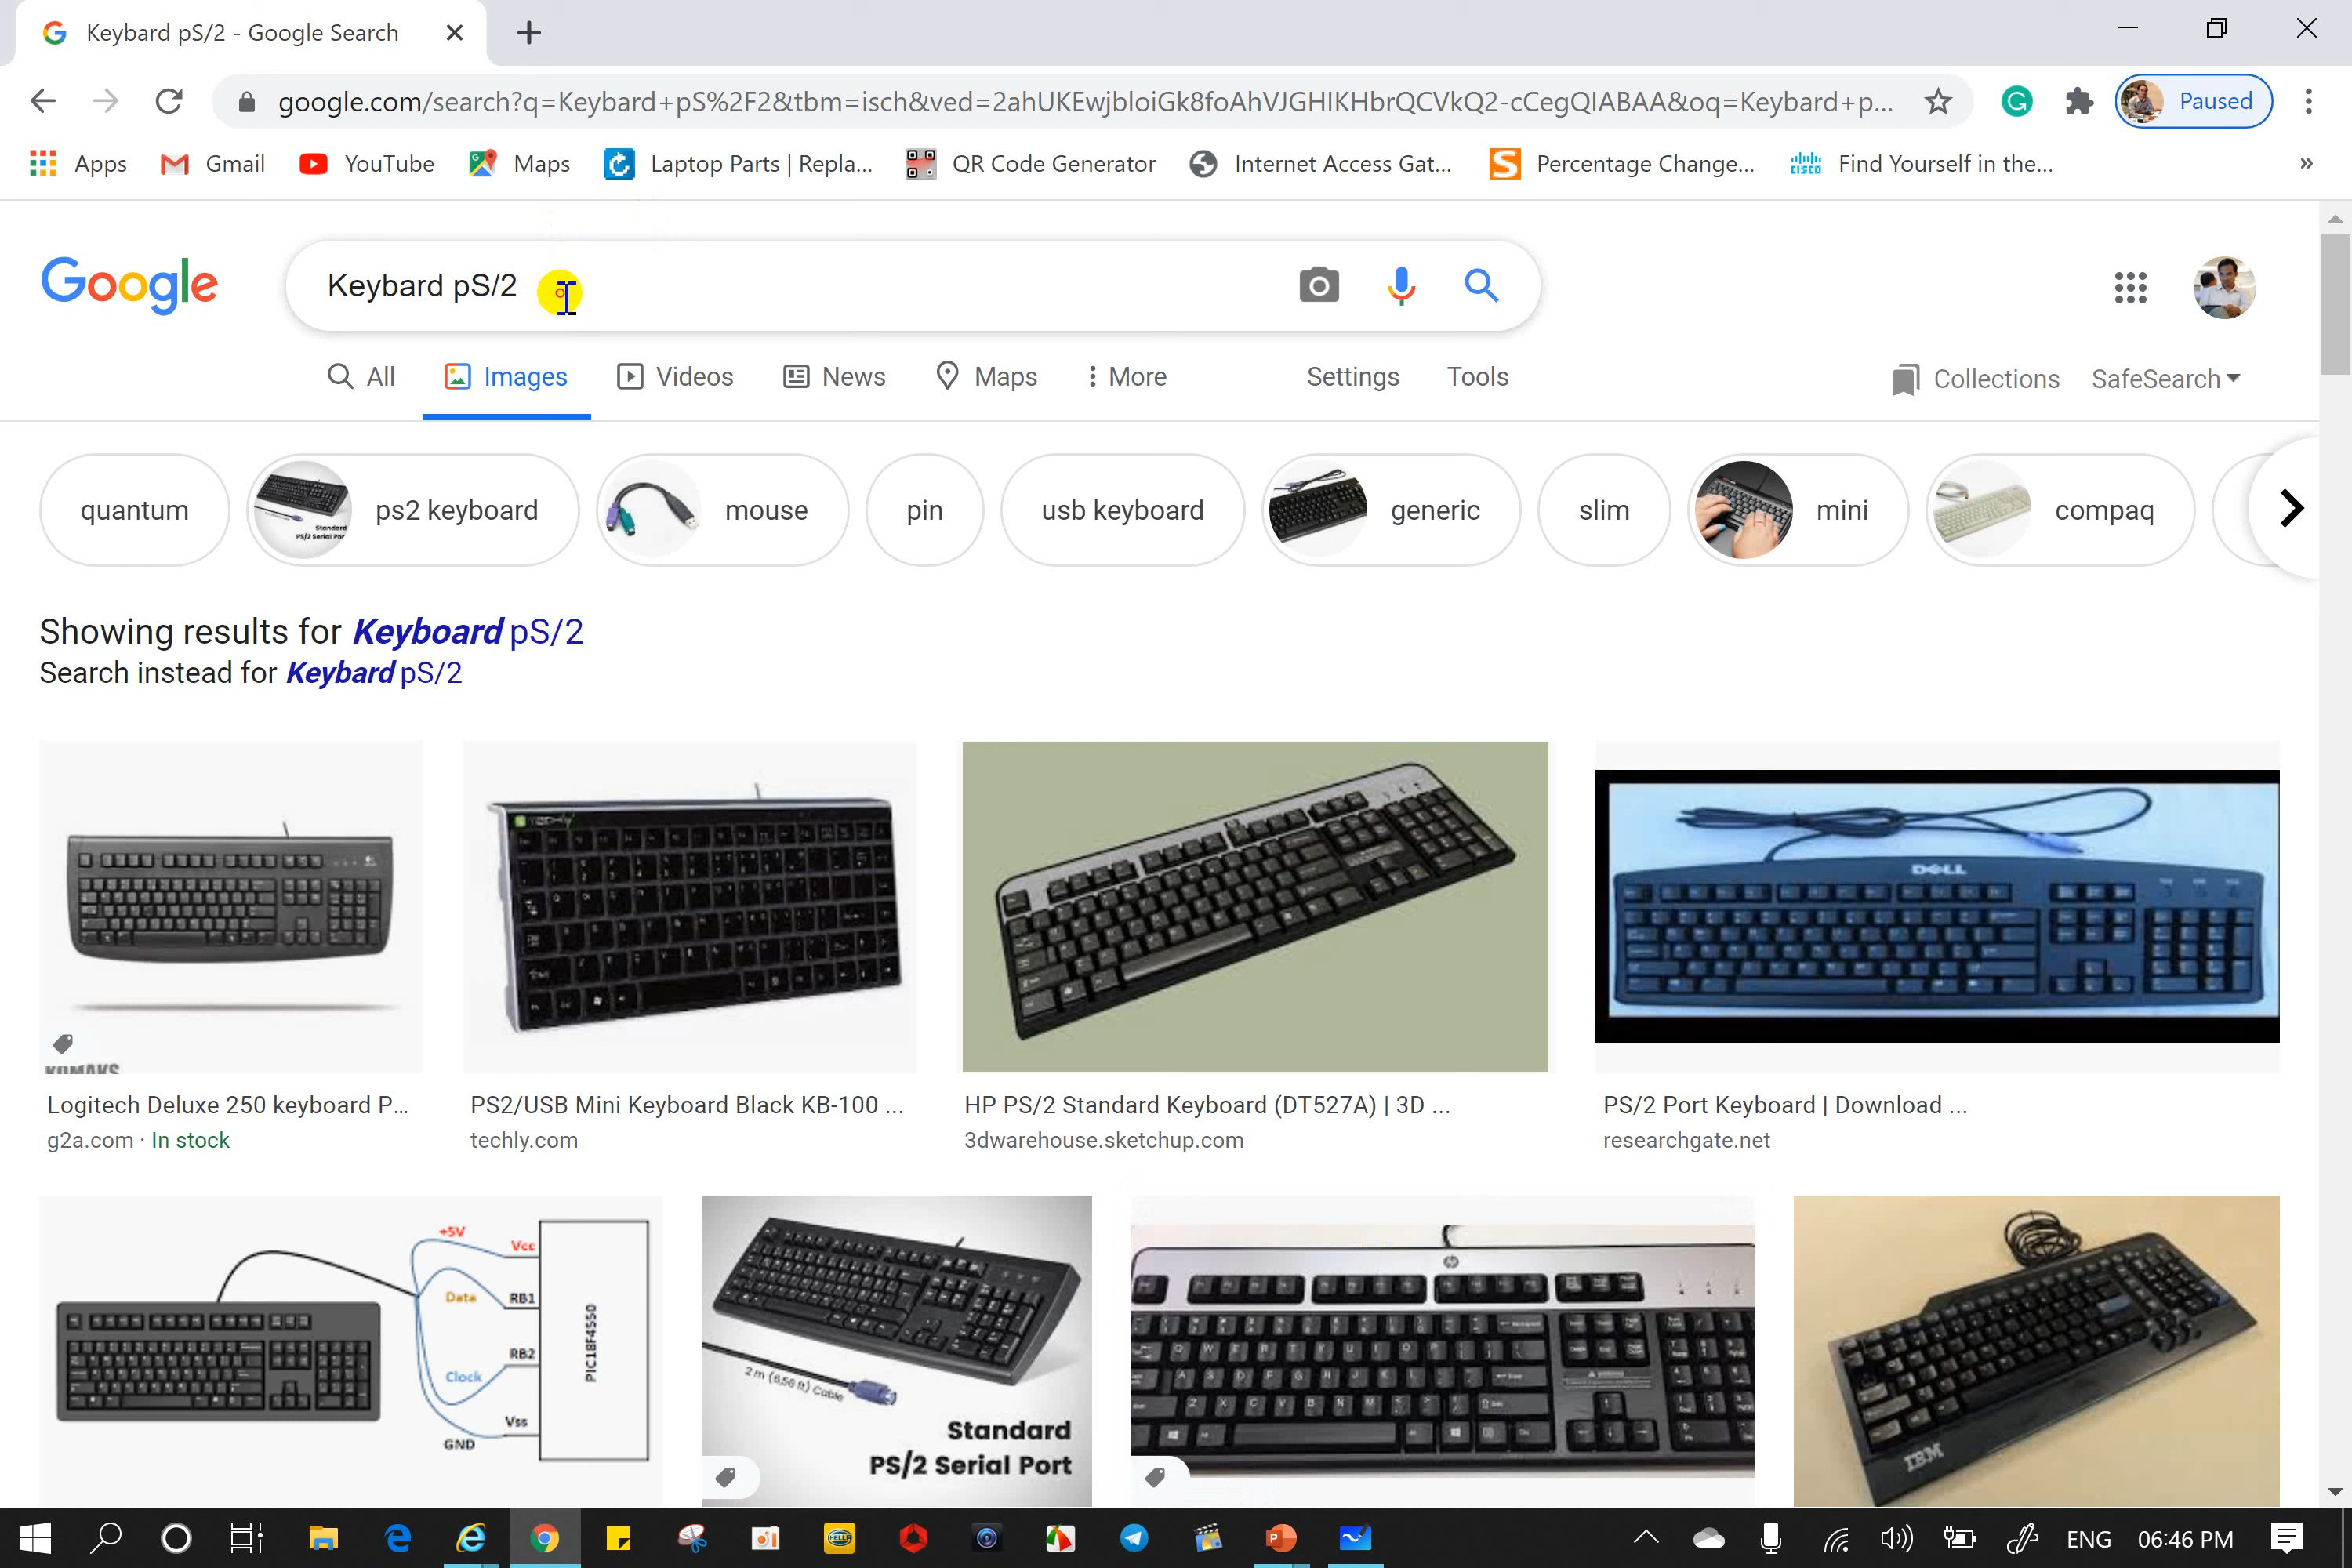 Keybard pS/2 - Google Search
google.com/search?q=Keybard+pS%2F2&tbm=isch&ved=2ahUKEwjbloiGk8foAhVJGHIKHbrQCVkQ2-cCegQIABAA&oq=Keybard+p...
Paused
Apps
Gmail
YouTube
Maps
Laptop Parts | Repla...
QR Code Generator
Internet Access Gat...
Percentage Change...
Find Yourself in the...
Google
Keybard pS/2
All
Images
Videos
News
Maps
More
Settings
Tools
Collections
SafeSearch
quantum
ps2 keyboard
mouse
pin
usb keyboard
generic
slim
mini
compaq
Showing results for Keyboard pS/2
Search instead for Keybard pS/2
DELL
Logitech Deluxe 250 keyboard P...
g2a.com · In stock
PS2/USB Mini Keyboard Black KB-100 ...
techly.com
HP PS/2 Standard Keyboard (DT527A) | 3D ...
3dwarehouse.sketchup.com
PS/2 Port Keyboard | Download ...
researchgate.net
+5V
Vcc
Data
RB1
RB2
Clock
Vss
GND
PIC18F4550
2 m (6,56 ft) Cable
Standard
PS/2 Serial Port
hp
IBM
ENG
06:46 PM